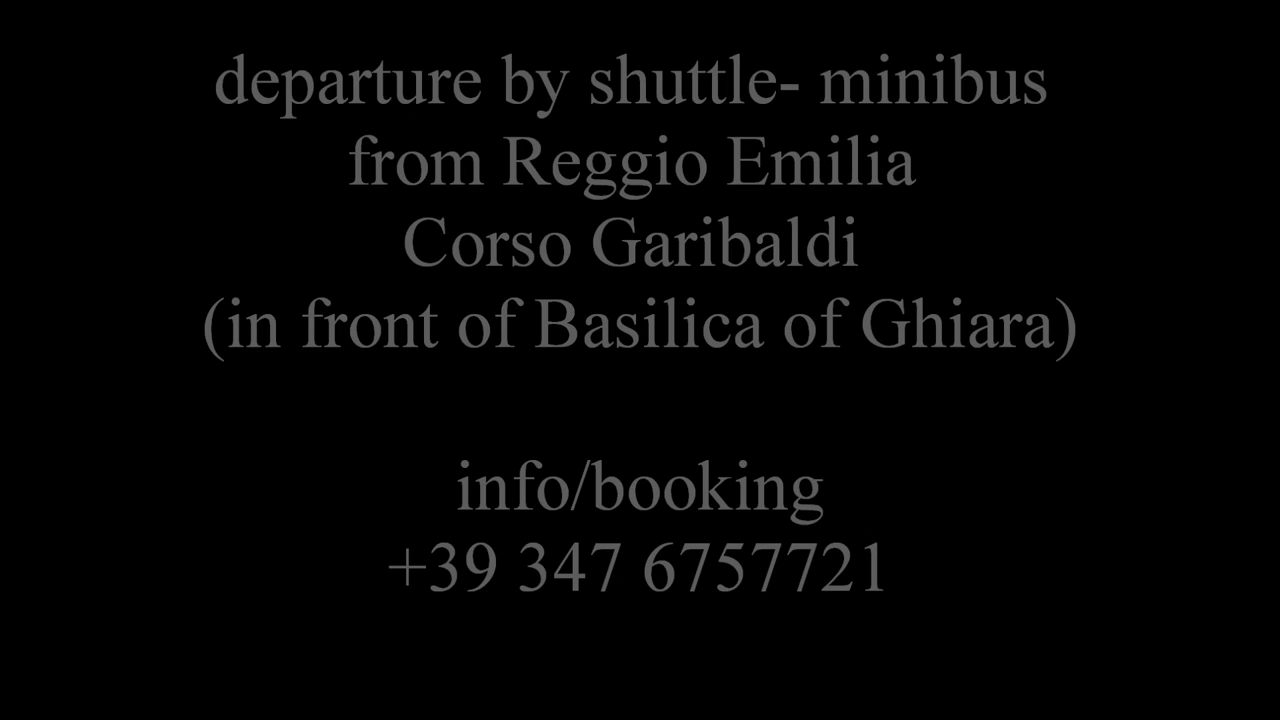 departure by shuttle- minibus
from Reggio Emilia
Corso Garibaldi
(in front of Basilica of Ghiara)
info/booking
+39 347 6757721